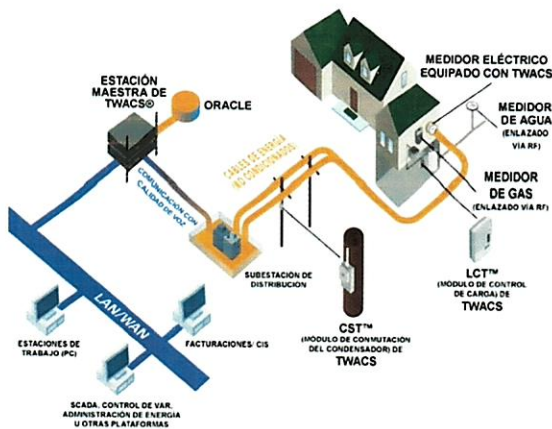 ESTACIÓN
MAESTRA DE
TWACS®
ORACLE
MEDIDOR ELÉCTRICO
EQUIPADO CON TWACS
MEDIDOR
DE AGUA
(ENLAZADO
VÍA RF)
MEDIDOR
DE GAS
(ENLAZADO VÍA RF)
LCT™
(MÓDULO DE CONTROL
DE CARGA) DE
TWACS
CABLES DE ENERGÍA
(NO CONDICIONADOS)
COMUNICACIÓN CON
CALIDAD DE VOZ
SUBESTACIÓN DE
DISTRIBUCIÓN
CST™
(MÓDULO DE CONMUTACIÓN
DEL CONDENSADOR) DE
TWACS
LAN/WAN
ESTACIONES DE
TRABAJO (PC)
FACTURACIONES/ CIS
SCADA, CONTROL DE VAR,
ADMINISTRACIÓN DE ENERGÍA
U OTRAS PLATAFORMAS